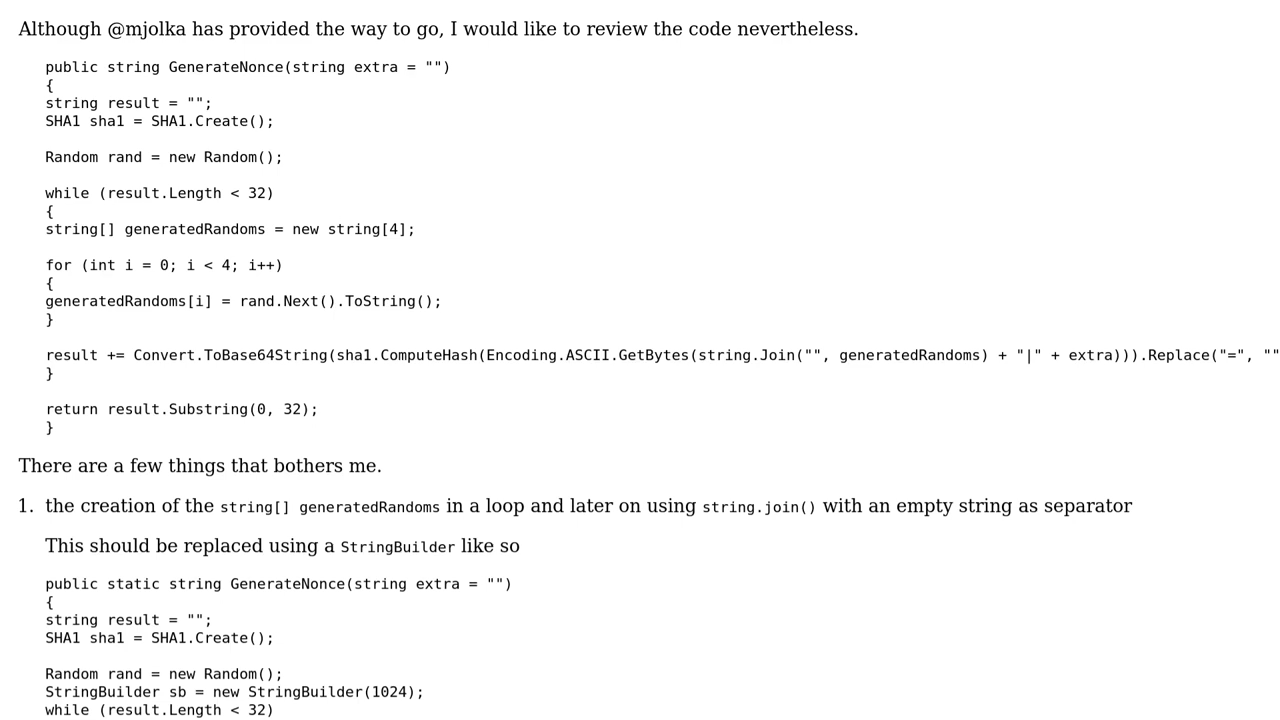 Although @mjolka has provided the way to go, I would like to review the code nevertheless.
public string GenerateNonce(string extra = "")
{
string result = "";
SHA1 sha1 = SHA1.Create();
Random rand = new Random();
while (result.Length < 32)
{
string[] generatedRandoms = new string[4];
for (int i = 0; i < 4; i++)
{
generatedRandoms[i] = rand.Next().ToString();
}
result += Convert.ToBase64String(sha1.ComputeHash(Encoding.ASCII.GetBytes(string.Join("", generatedRandoms) + "|" + extra))).Replace("=", ""
}
return result.Substring(0, 32);
}
There are a few things that bothers me.
1. the creation of the string[] generatedRandoms in a loop and later on using string.join() with an empty string as separator
This should be replaced using a StringBuilder like so
public static string GenerateNonce(string extra = "")
{
string result = "";
SHA1 sha1 = SHA1.Create();
Random rand = new Random();
StringBuilder sb = new StringBuilder(1024);
while (result.Length < 32)